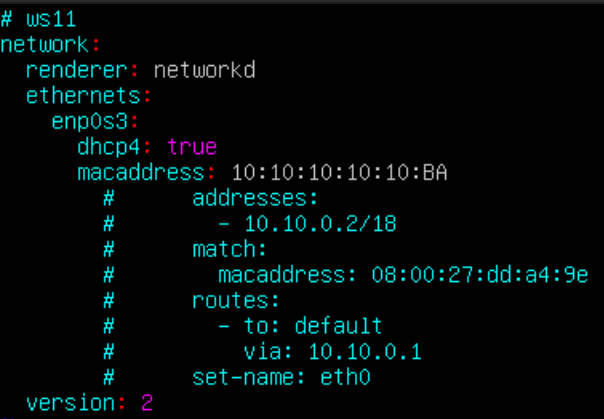 # ws11
network:
  renderer: networkd
  ethernets:
    enp0s3:
      dhcp4: true
      macaddress: 10:10:10:10:10:BA
        #      addresses:
        #        - 10.10.0.2/18
        #      match:
        #        macaddress: 08:00:27:dd:a4:9e
        #      routes:
        #        - to: default
        #          via: 10.10.0.1
        #      set-name: eth0
  version: 2